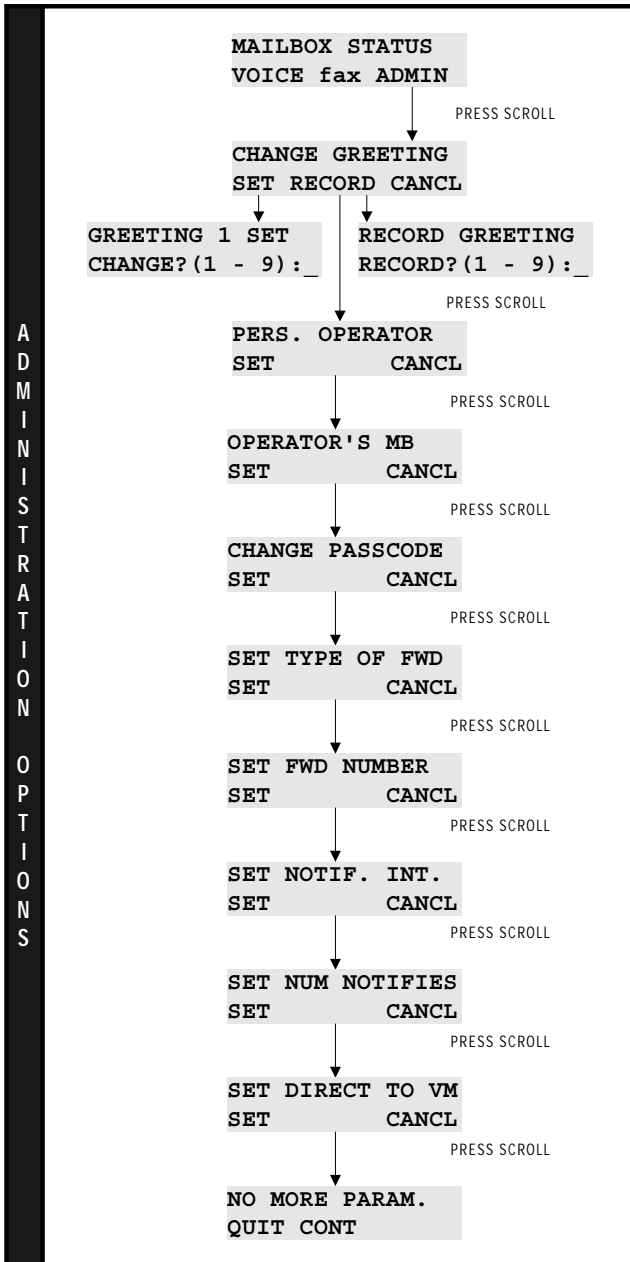 ADMINISTRATION OPTIONS
MAILBOX STATUS
VOICE fax ADMIN
PRESS SCROLL
CHANGE GREETING
SET RECORD CANCL
GREETING 1 SET
CHANGE?(1 - 9):_
RECORD GREETING
RECORD?(1 - 9):_
PRESS SCROLL
PERS. OPERATOR
SET CANCL
PRESS SCROLL
OPERATOR'S MB
SET CANCL
PRESS SCROLL
CHANGE PASSCODE
SET CANCL
PRESS SCROLL
SET TYPE OF FWD
SET CANCL
PRESS SCROLL
SET FWD NUMBER
SET CANCL
PRESS SCROLL
SET NOTIF. INT.
SET CANCL
PRESS SCROLL
SET NUM NOTIFIES
SET CANCL
PRESS SCROLL
SET DIRECT TO VM
SET CANCL
PRESS SCROLL
NO MORE PARAM.
QUIT CONT